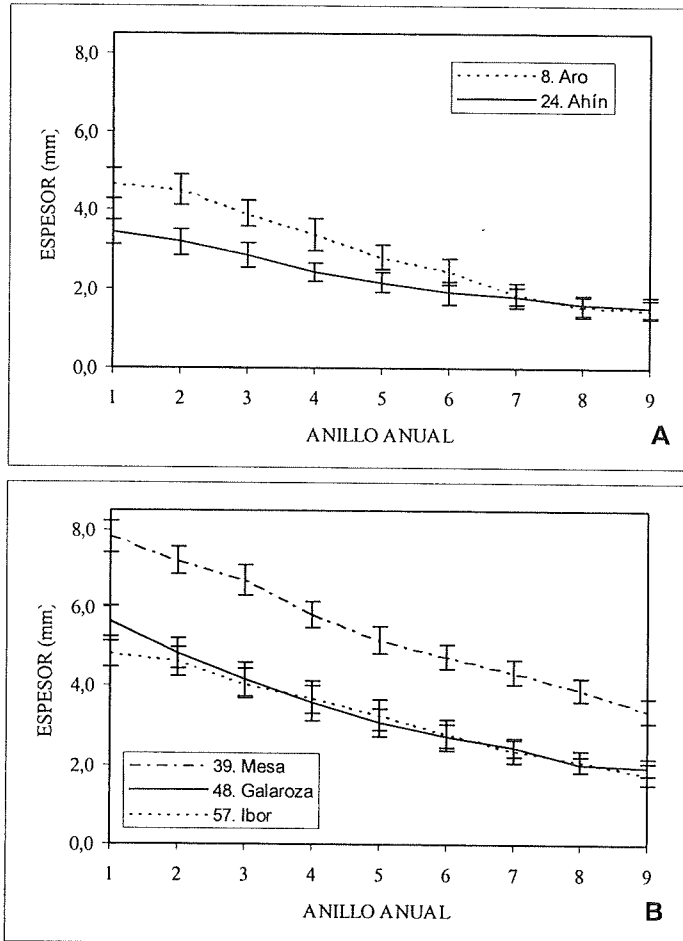 8,0
6,0
4,0
2,0
0,0
ESPESOR (mm)
8. Aro
24. Ahín
1 2 3 4 5 6 7 8 9
ANILLO ANUAL
A
8,0
6,0
4,0
2,0
0,0
ESPESOR (mm)
39. Mesa
48. Galaroza
57. Ibor
1 2 3 4 5 6 7 8 9
ANILLO ANUAL
B